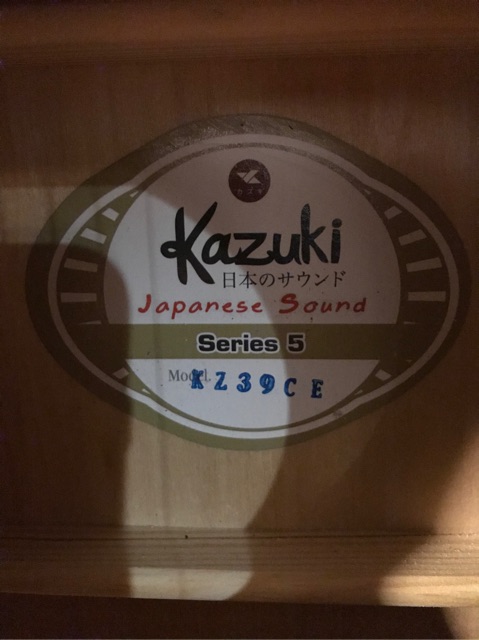 Kazuki
日本のサウンド
Japanese Sound
Series 5
Model KZ39CE